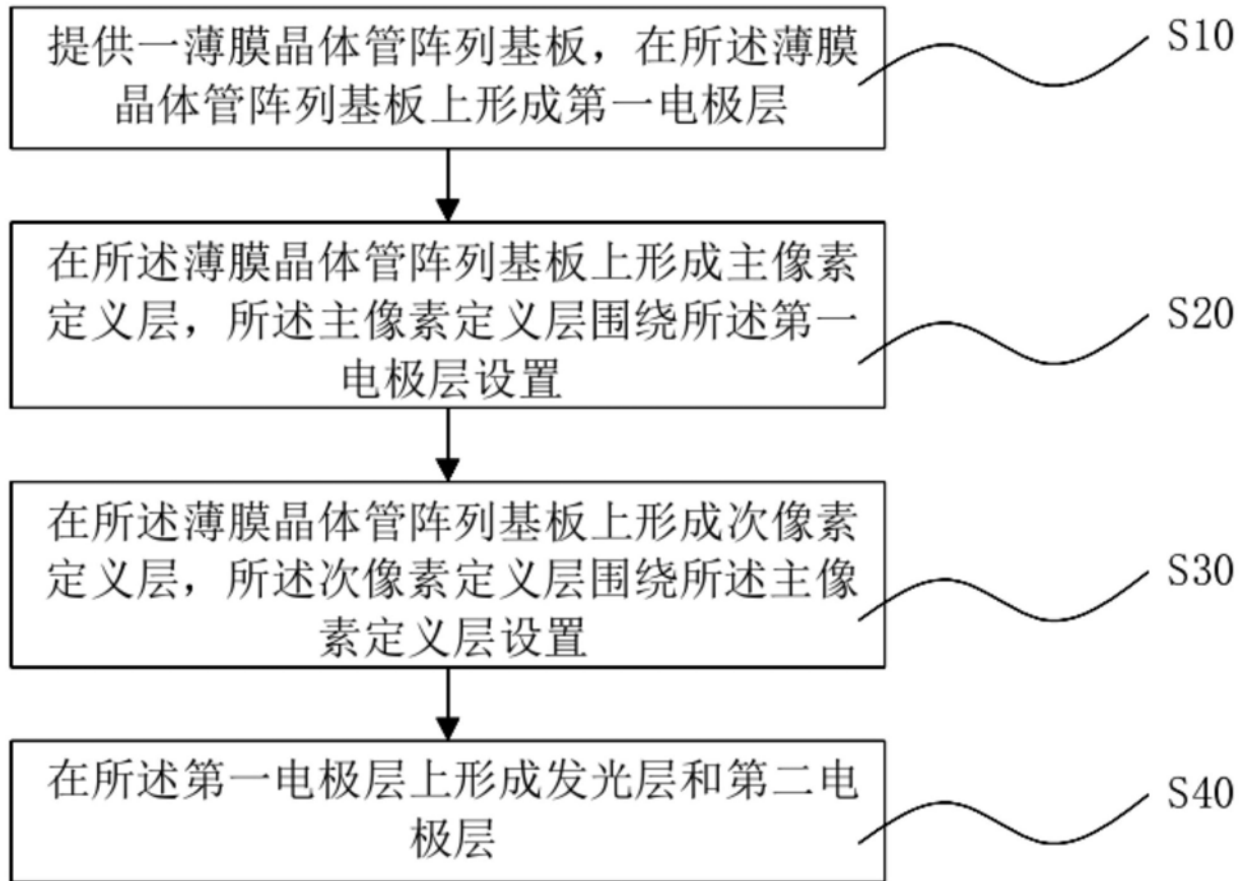 提供一薄膜晶体管阵列基板，在所述薄膜
晶体管阵列基板上形成第一电极层
S10
在所述薄膜晶体管阵列基板上形成主像素
定义层，所述主像素定义层围绕所述第一
电极层设置
S20
在所述薄膜晶体管阵列基板上形成次像素
定义层，所述次像素定义层围绕所述主像
素定义层设置
S30
在所述第一电极层上形成发光层和第二电
极层
S40